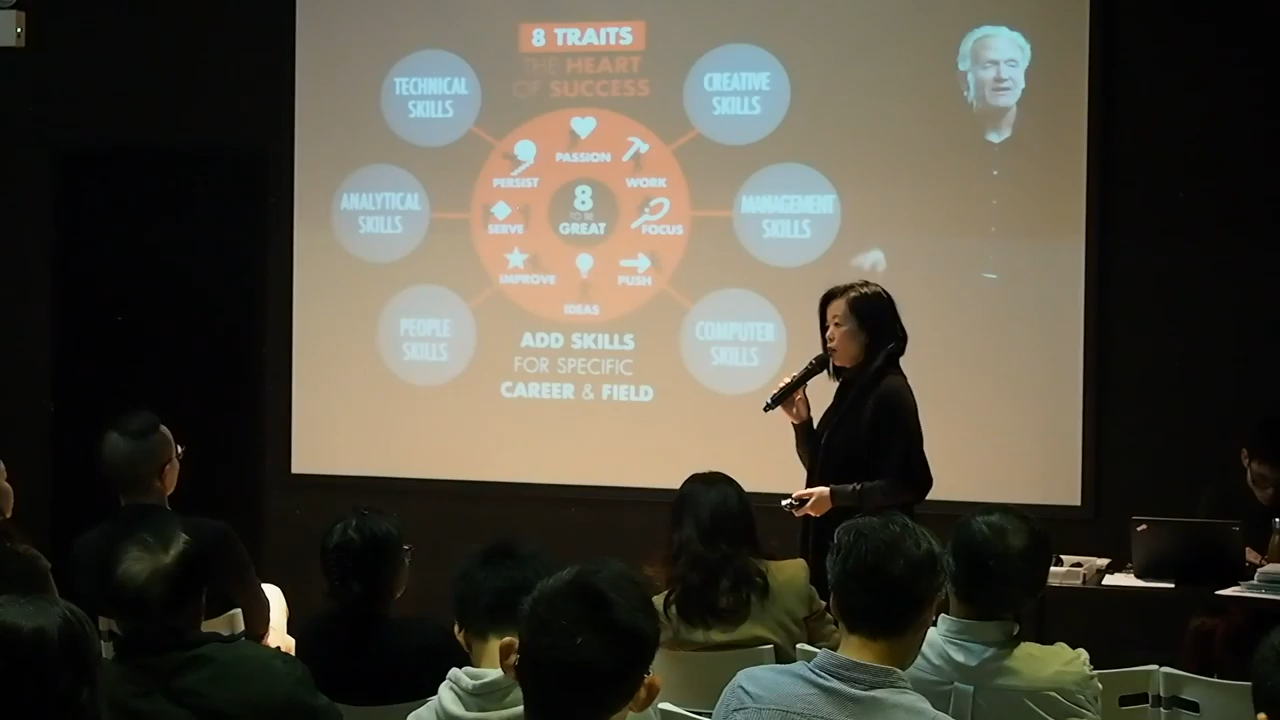 8 TRAITS
THE HEART
OF SUCCESS
TECHNICAL
SKILLS
CREATIVE
SKILLS
ANALYTICAL
SKILLS
MANAGEMENT
SKILLS
PEOPLE
SKILLS
COMPUTER
SKILLS
PASSION
WORK
FOCUS
PUSH
IDEAS
IMPROVE
SERVE
PERSIST
8
TO BE
GREAT
ADD SKILLS
FOR SPECIFIC
CAREER & FIELD